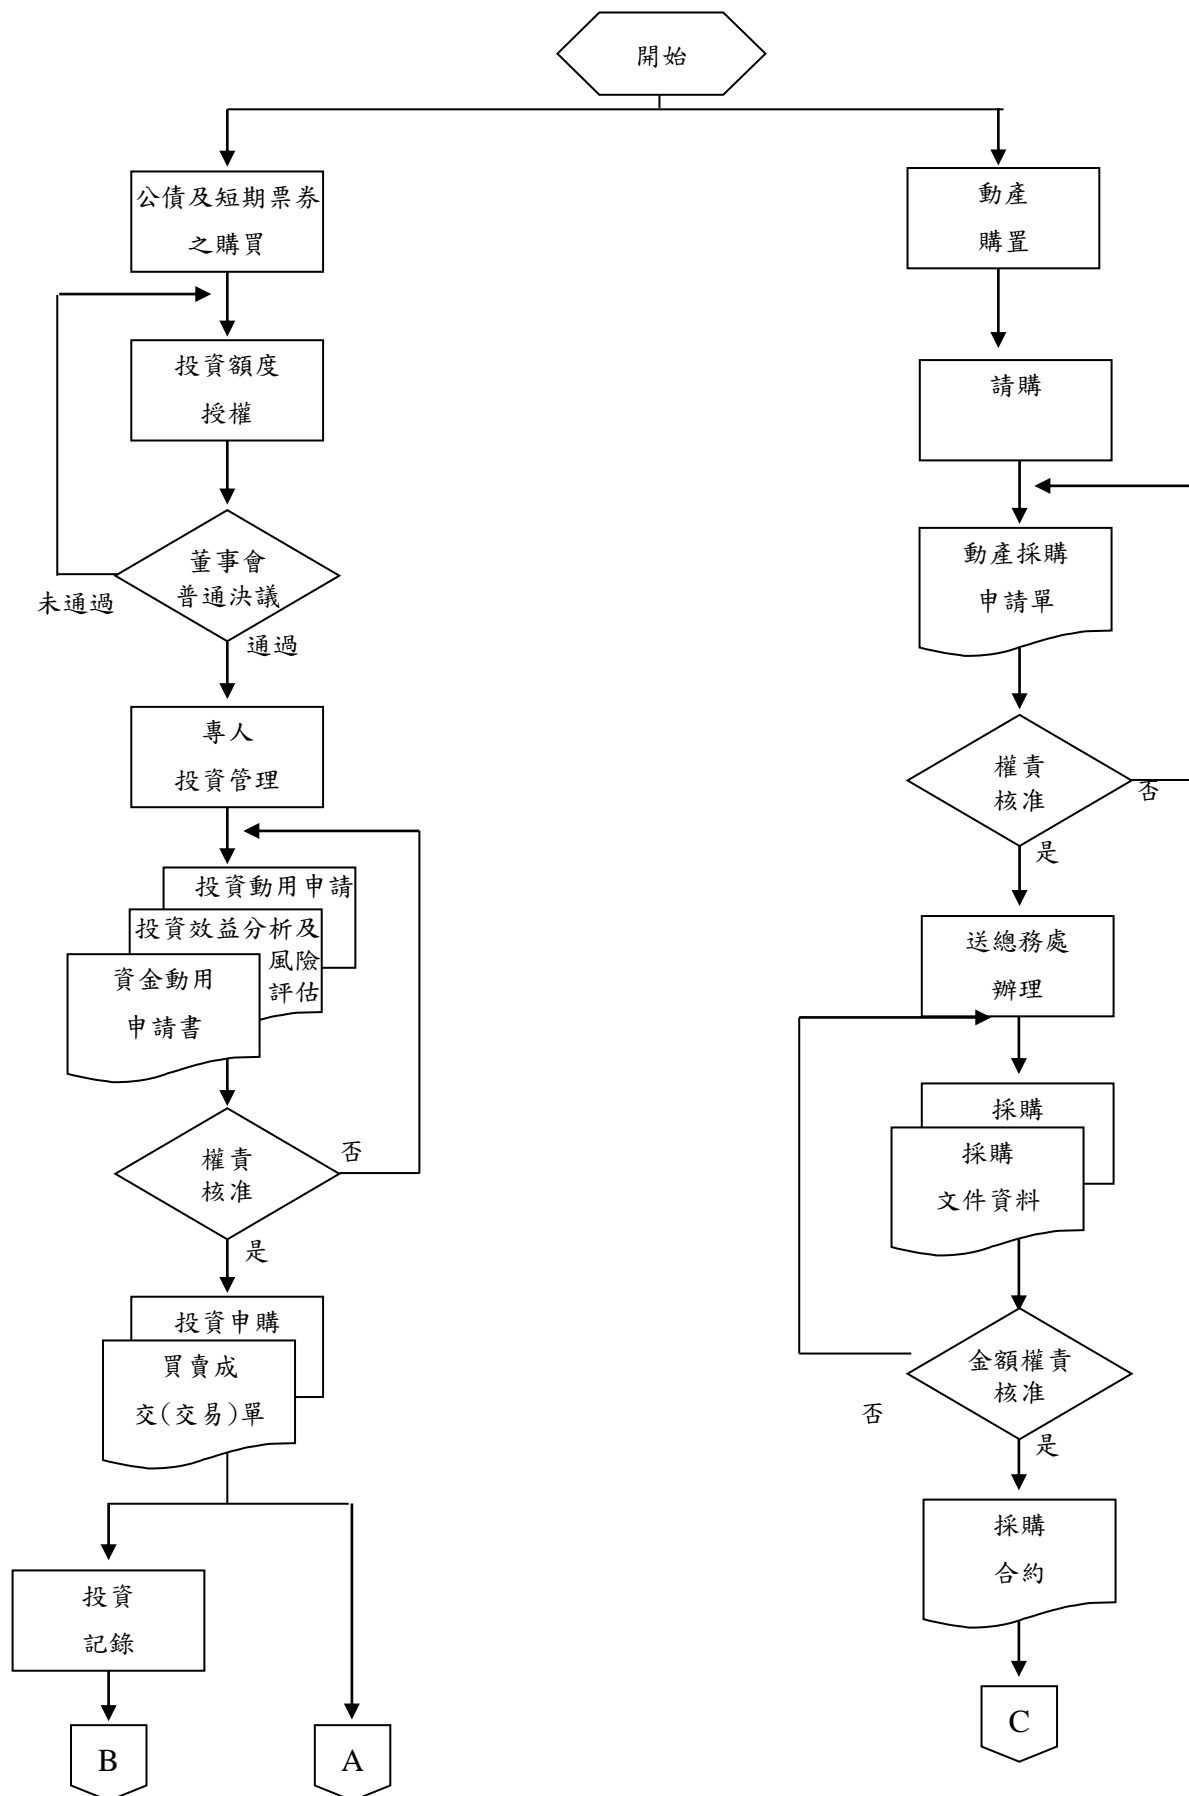 開始
公債及短期票券
之購買
投資額度
授權
董事會
普通決議
未通過
通過
專人
投資管理
投資動用申請
投資效益分析及
風險
評估
資金動用
申請書
權責
核准
否
是
投資申購
買賣成
交(交易)單
投資
記錄
B
A
動產
購置
請購
動產採購
申請單
權責
核准
否
是
送總務處
辦理
採購
採購
文件資料
金額權責
核准
否
是
採購
合約
C